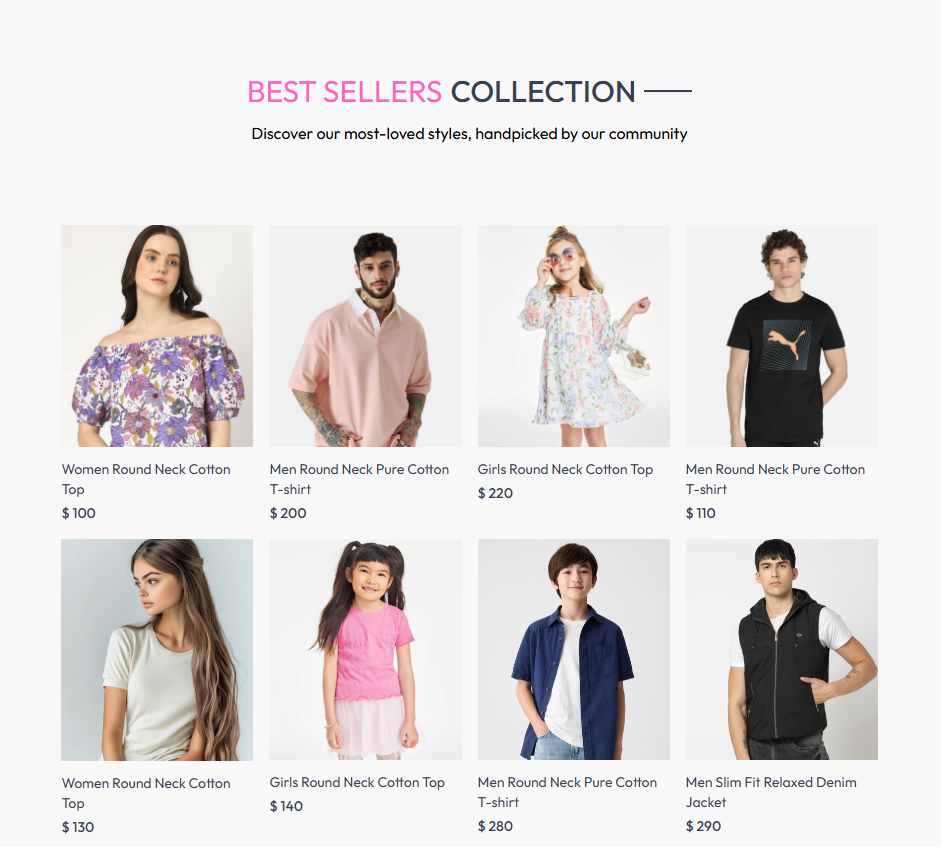 BEST SELLERS COLLECTION
Discover our most-loved styles, handpicked by our community
Women Round Neck Cotton
Top
$ 100
Men Round Neck Pure Cotton
T-shirt
$ 200
Girls Round Neck Cotton Top
$ 220
Men Round Neck Pure Cotton
T-shirt
$ 110
Women Round Neck Cotton
Top
$ 130
Girls Round Neck Cotton Top
$ 140
Men Round Neck Pure Cotton
T-shirt
$ 280
Men Slim Fit Relaxed Denim
Jacket
$ 290